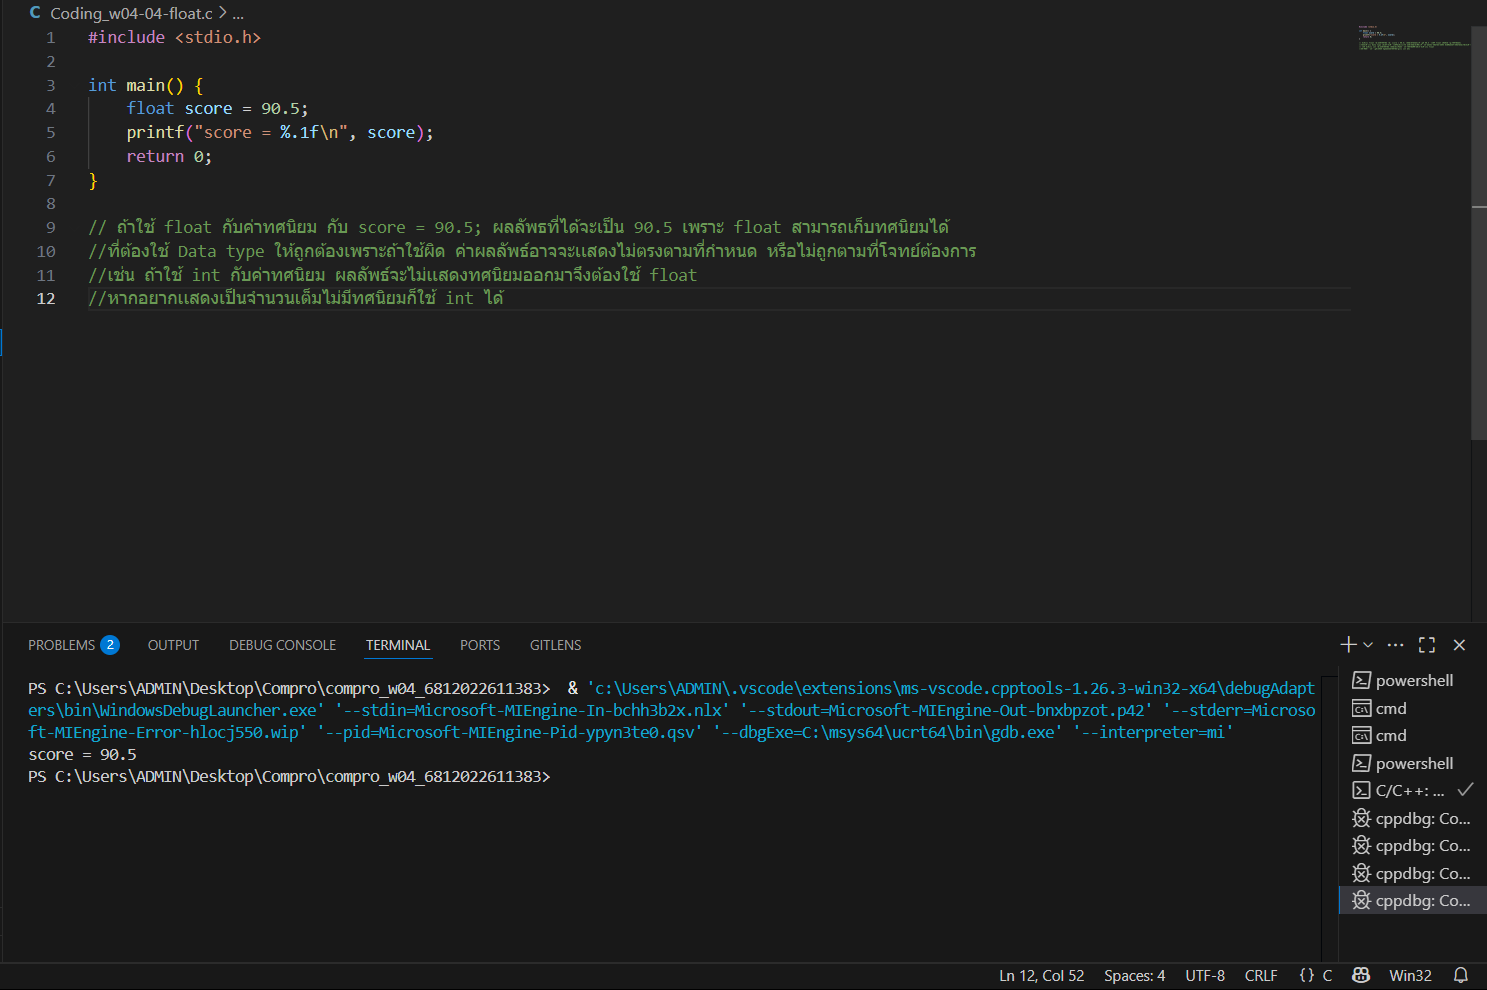 C Coding_w04-04-float.c > ...
1 #include <stdio.h>
2
3 int main() {
4 float score = 90.5;
5 printf("score = %.1f\n", score);
6 return 0;
7 }
8
9 // ถ้าใช้ float กับค่าทศนิยม กับ score = 90.5; ผลลัพธที่ได้จะเป็น 90.5 เพราะ float สามารถเก็บทศนิยมได้
10 //ที่ต้องใช้ Data type ให้ถูกต้องเพราะถ้าใช้ผิด ค่าผลลัพธ์อาจจะแสดงไม่ตรงตามที่กำหนด หรือไม่ถูกตามที่โจทย์ต้องการ
11 //เช่น ถ้าใช้ int กับค่าทศนิยม ผลลัพธ์จะไม่แสดงทศนิยมออกมาจึงต้องใช้ float
12 //หากอยากแสดงเป็นจำนวนเต็มไม่มีทศนิยมก็ใช้ int ได้
PROBLEMS 2 OUTPUT DEBUG CONSOLE TERMINAL PORTS GITLENS
PS C:\Users\ADMIN\Desktop\Compro\compro_w04_6812022611383> & 'c:\Users\ADMIN\.vscode\extensions\ms-vscode.cpptools-1.26.3-win32-x64\debugAdapt
ers\bin\WindowsDebugLauncher.exe' '--stdin=Microsoft-MIEngine-In-bchh3b2x.nlx' '--stdout=Microsoft-MIEngine-Out-bnxbpzot.p42' '--stderr=Microso
ft-MIEngine-Error-hlocj550.wip' '--pid=Microsoft-MIEngine-Pid-ypyn3te0.qsv' '--dbgExe=C:\msys64\ucrt64\bin\gdb.exe' '--interpreter=mi'
score = 90.5
PS C:\Users\ADMIN\Desktop\Compro\compro_w04_6812022611383>
powershell
cmd
cmd
powershell
C/C++: ...
cppdbg: Co...
cppdbg: Co...
cppdbg: Co...
cppdbg: Co...
Ln 12, Col 52 Spaces: 4 UTF-8 CRLF {} C Win32